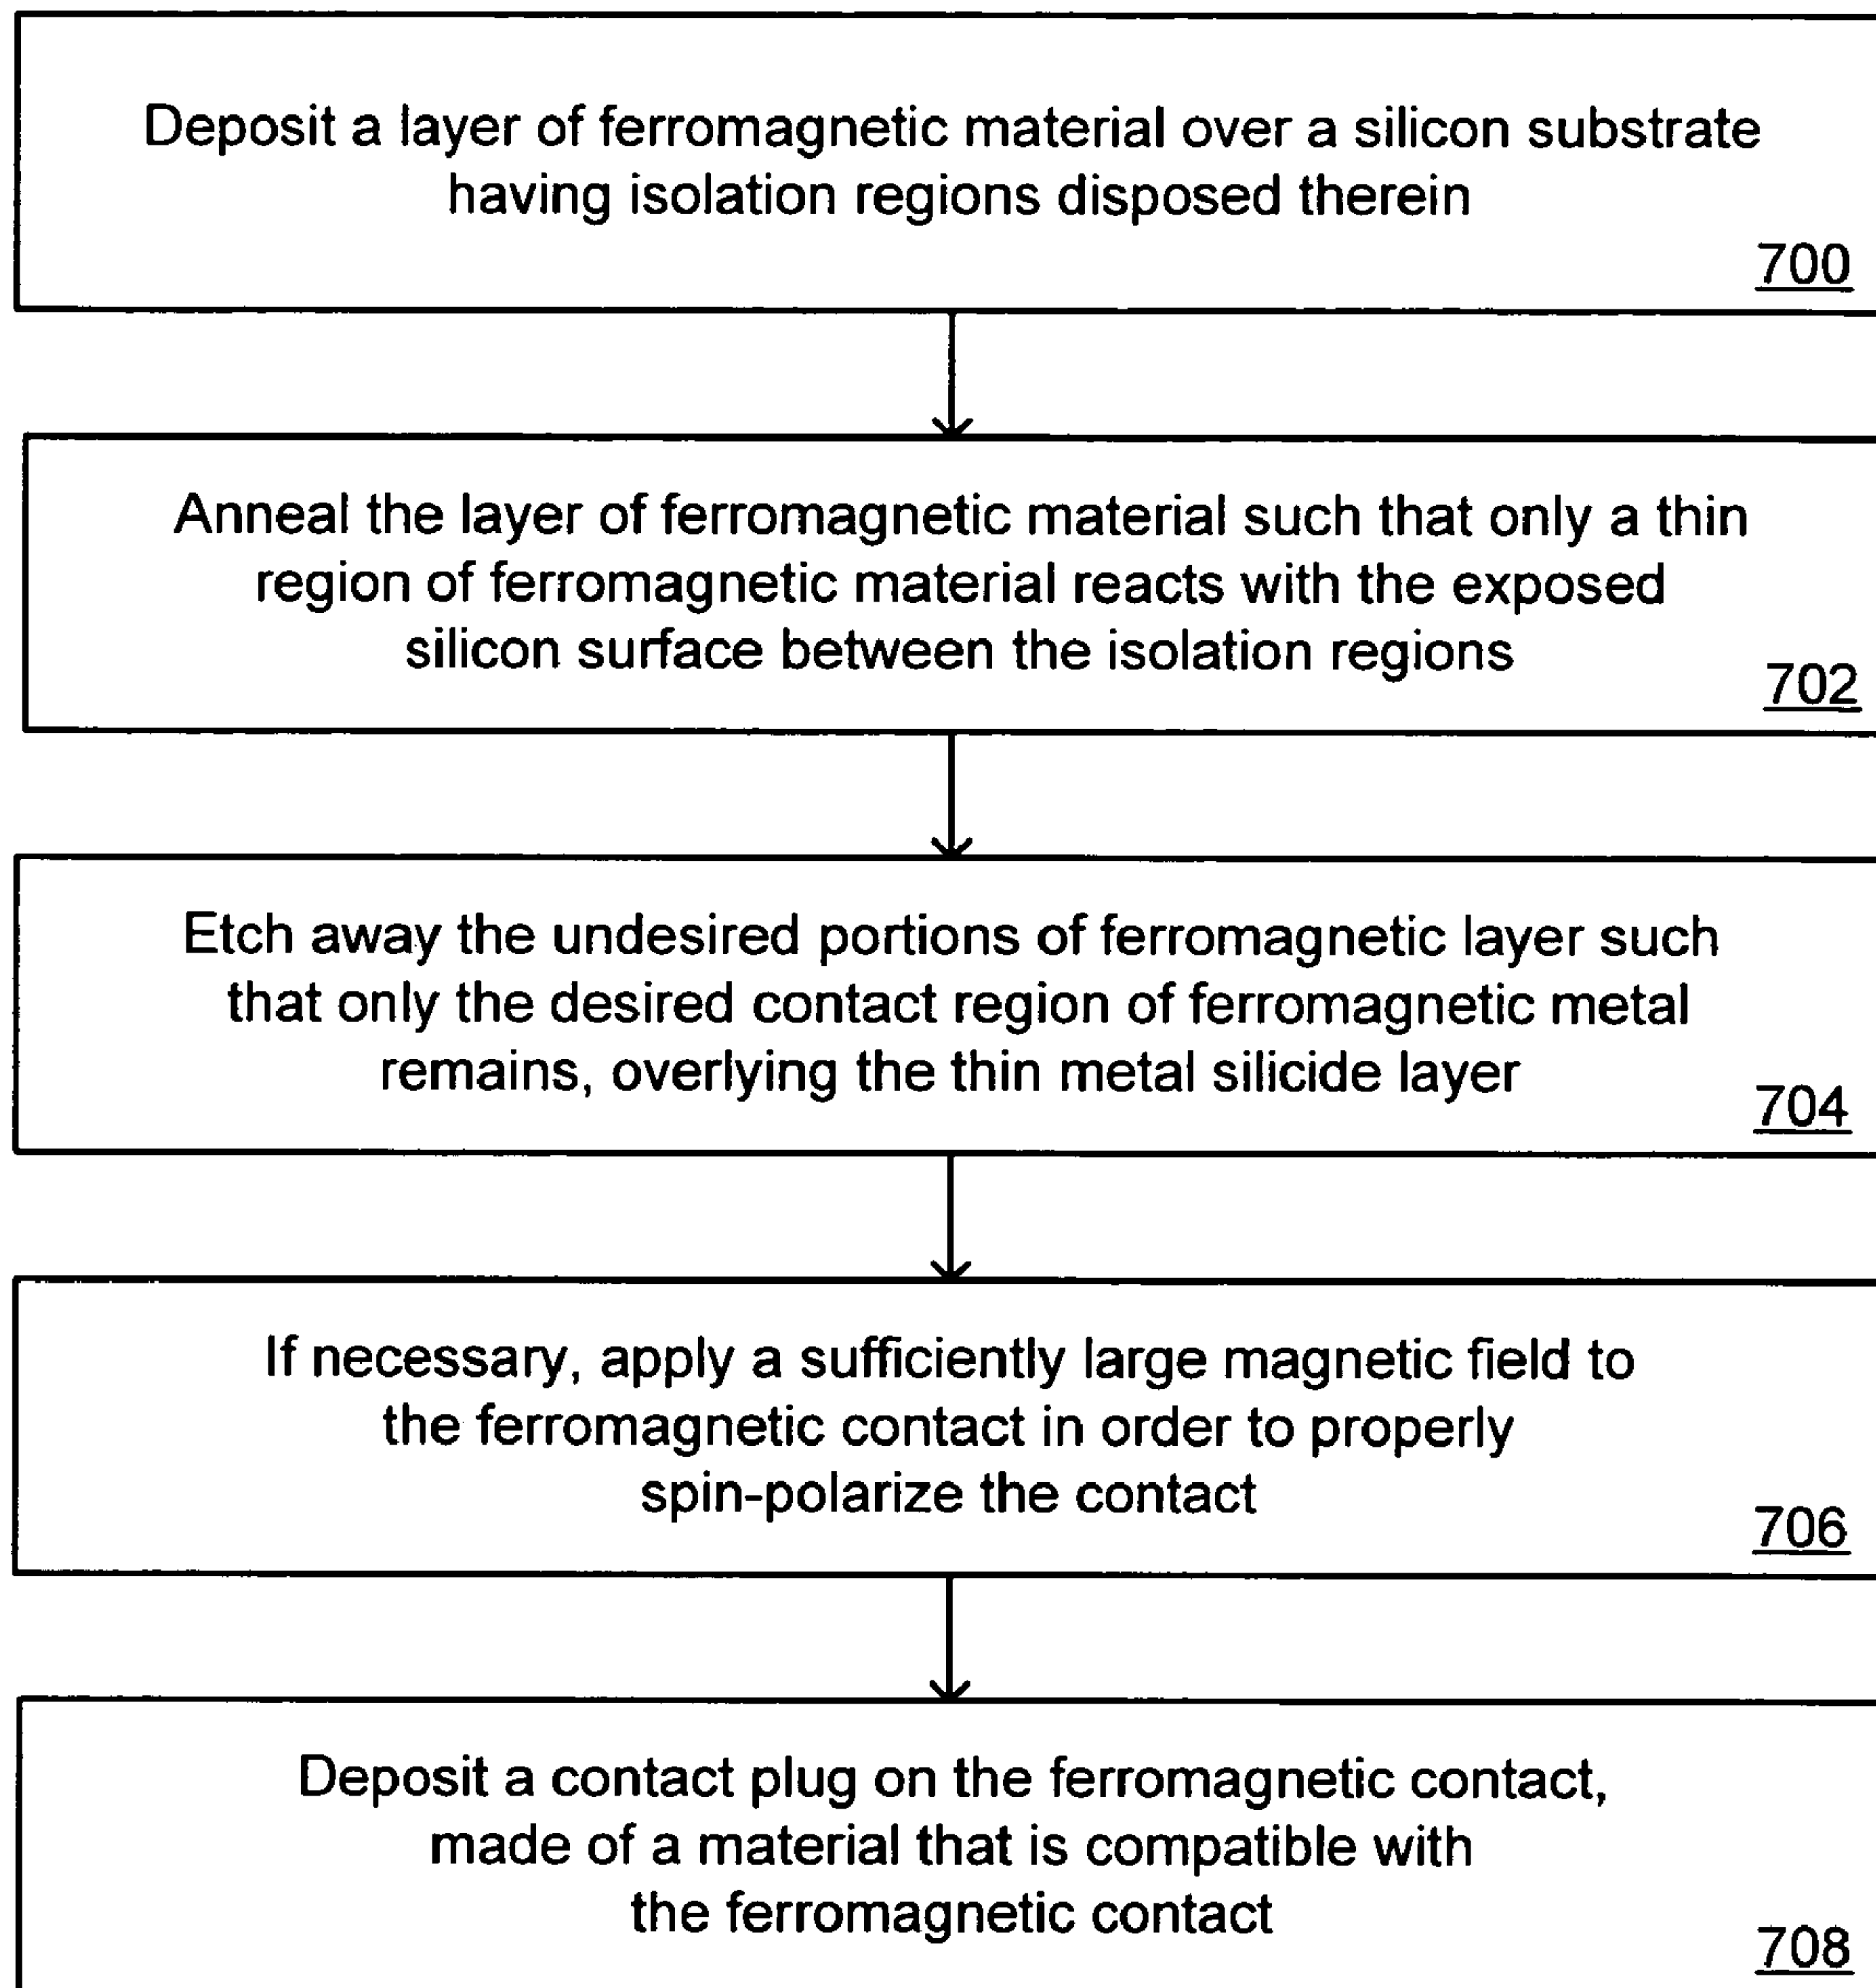 Deposit a layer of ferromagnetic material over a silicon substrate
having isolation regions disposed therein
700
Anneal the layer of ferromagnetic material such that only a thin
region of ferromagnetic material reacts with the exposed
silicon surface between the isolation regions
702
Etch away the undesired portions of ferromagnetic layer such
that only the desired contact region of ferromagnetic metal
remains, overlying the thin metal silicide layer
704
If necessary, apply a sufficiently large magnetic field to
the ferromagnetic contact in order to properly
spin-polarize the contact
706
Deposit a contact plug on the ferromagnetic contact,
made of a material that is compatible with
the ferromagnetic contact
708